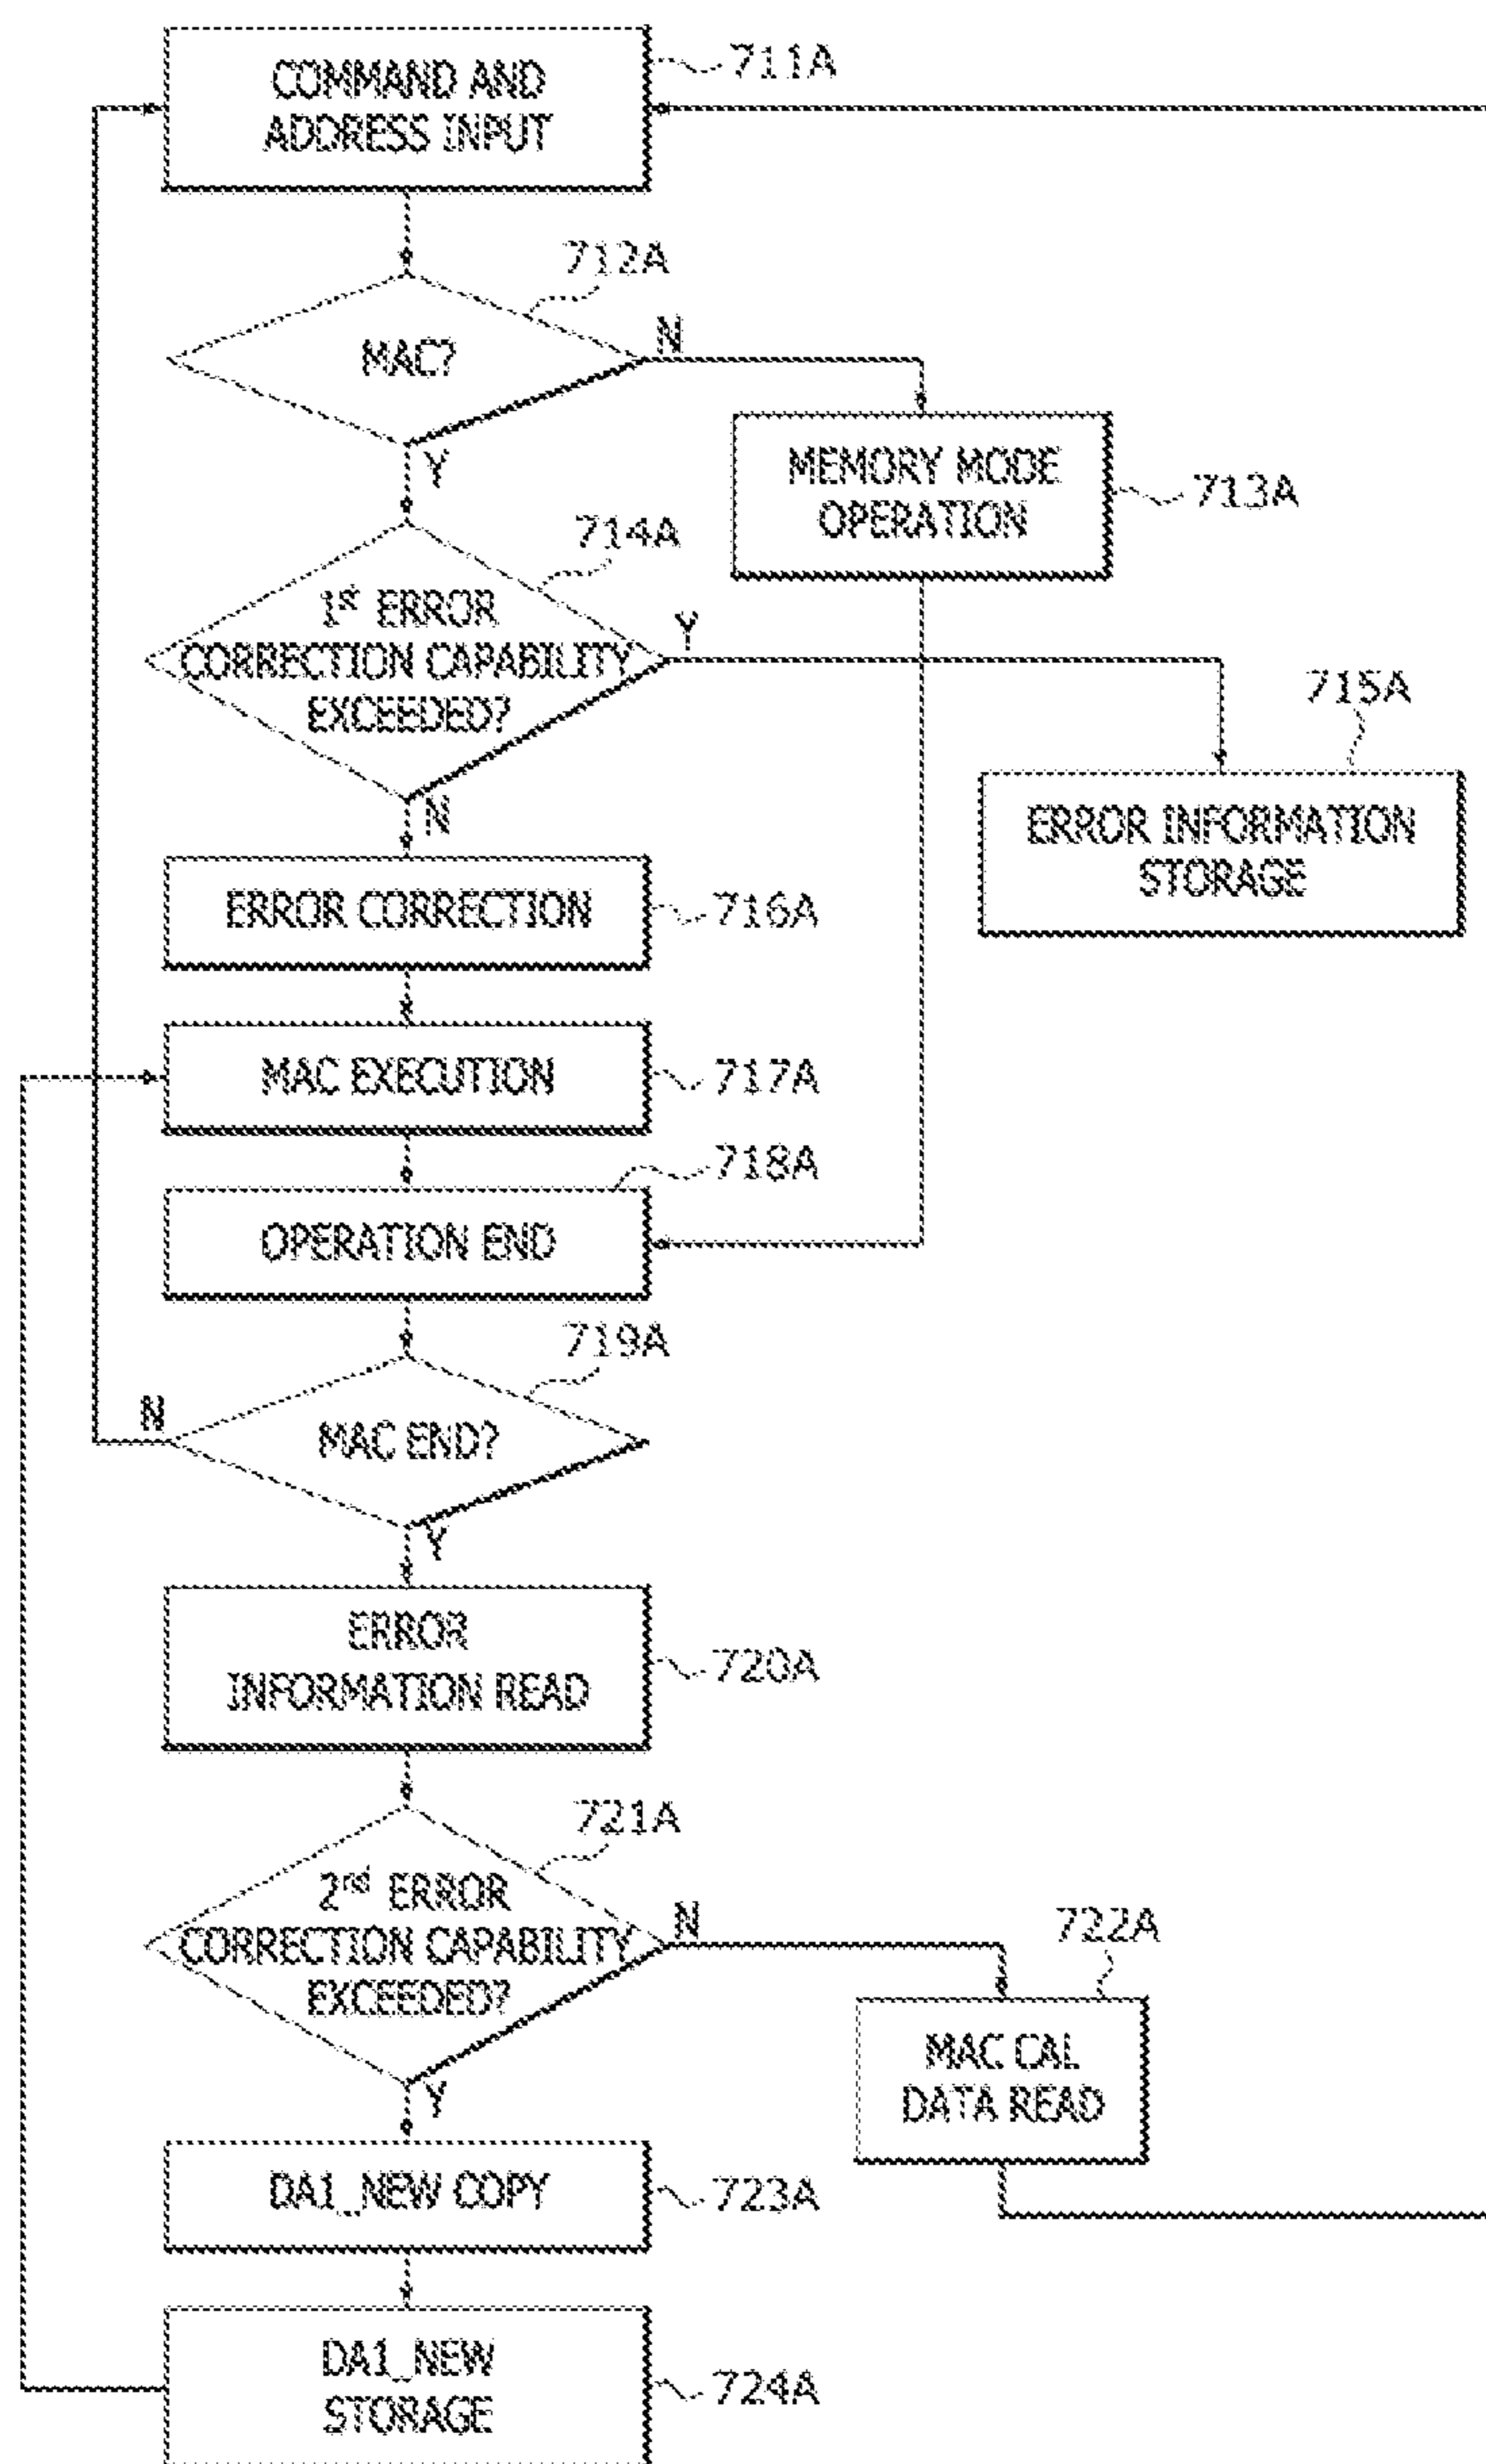 COMMAND AND
ADDRESS INPUT
711A
712A
MAC?
N
Y
MEMORY MODE
OPERATION
713A
714A
1st ERROR
CORRECTION CAPABILITY
EXCEEDED?
Y
N
715A
ERROR INFORMATION
STORAGE
ERROR CORRECTION
716A
MAC EXECUTION
717A
718A
OPERATION END
719A
MAC END?
N
Y
ERROR
INFORMATION READ
720A
721A
2nd ERROR
CORRECTION CAPABILITY
EXCEEDED?
N
Y
722A
MAC CAL
DATA READ
DA1_NEW COPY
723A
DA1_NEW
STORAGE
724A